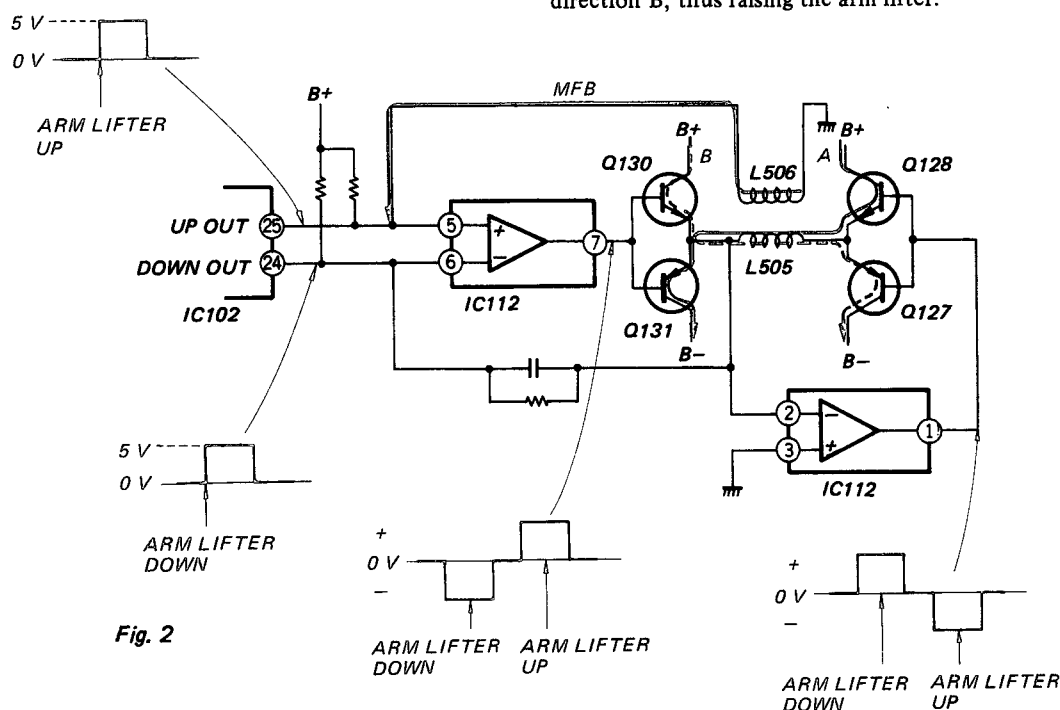 direction B, thus raising the arm lifter.
5 V
0 V
ARM LIFTER
UP
B+
MFB
B+
B
B+
A
Q130
L506
Q128
UP OUT
25
5
+
7
DOWN OUT
24
6
−
L505
IC102
IC112
Q131
Q127
B−
B−
2
−
1
3
+
IC112
5 V
0 V
ARM LIFTER
DOWN
+
0 V
−
ARM LIFTER
DOWN
ARM LIFTER
UP
+
0 V
−
ARM LIFTER
DOWN
ARM LIFTER
UP
Fig. 2